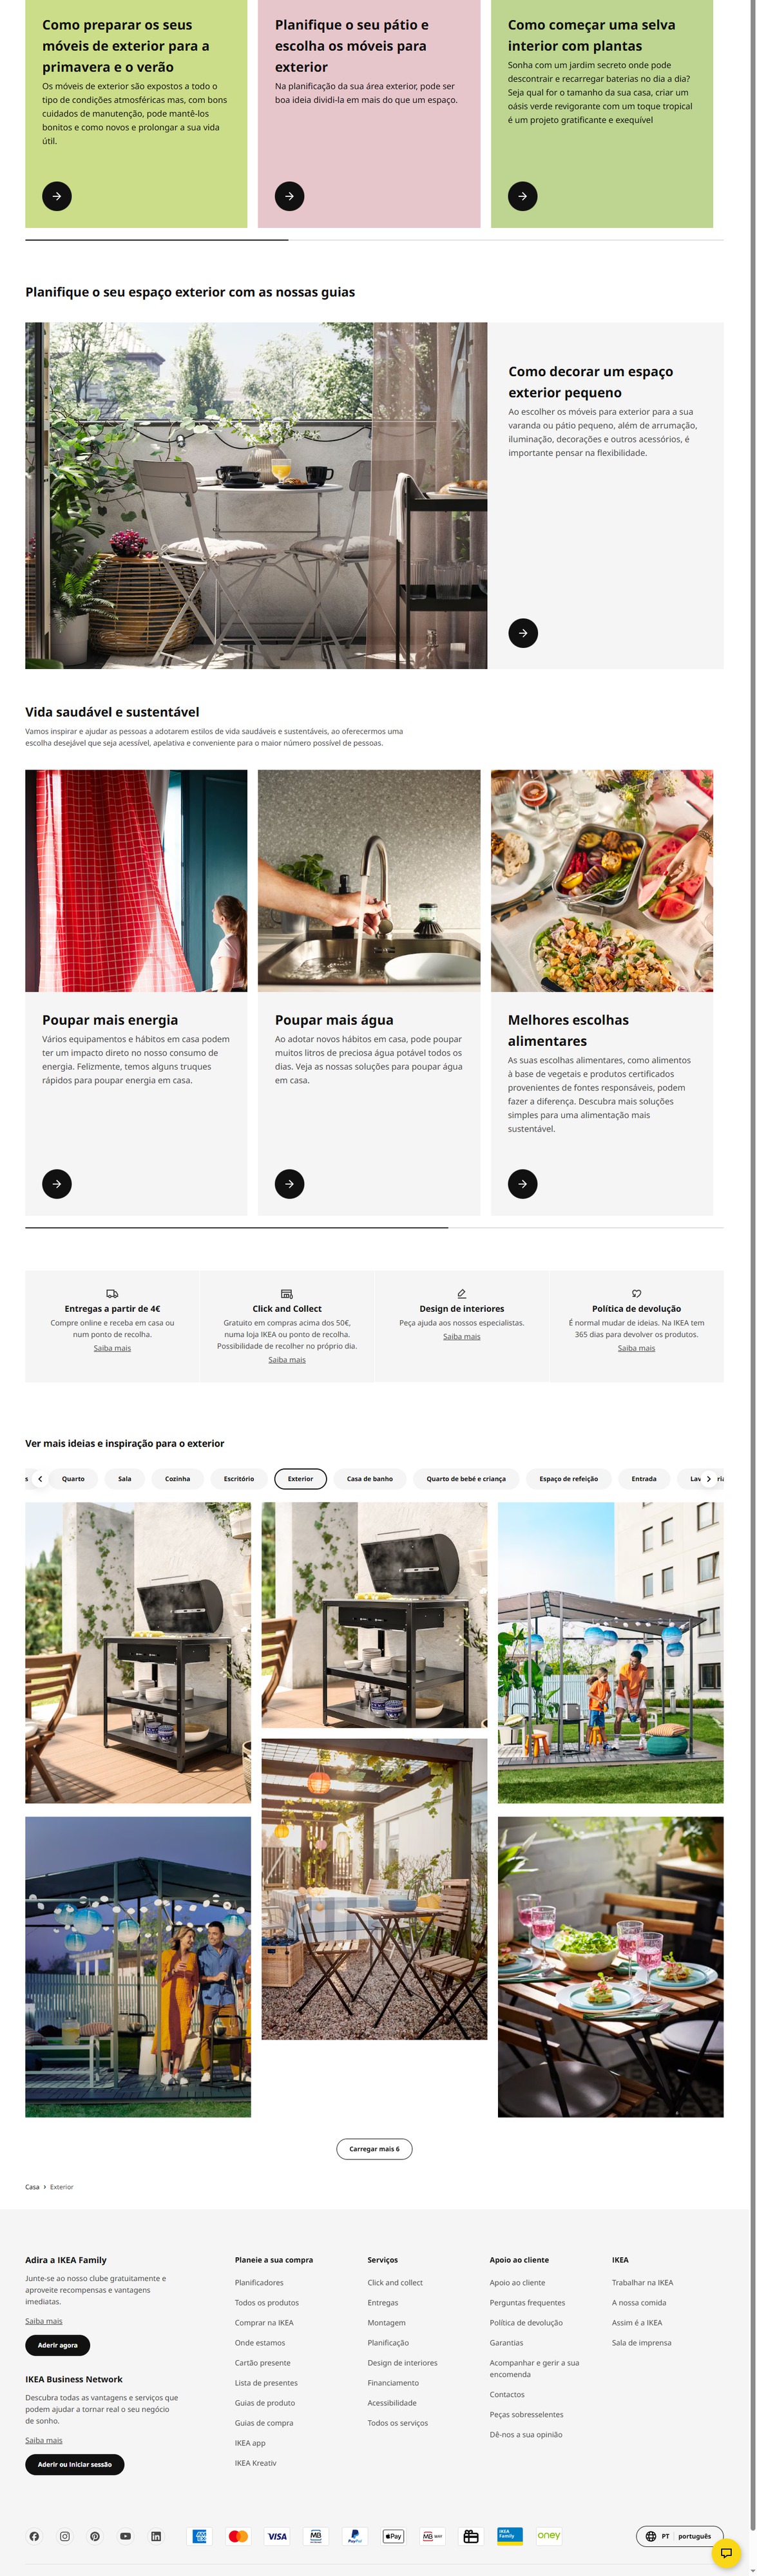 Como preparar os seus
móveis de exterior para a
primavera e o verão
Os móveis de exterior são expostos a todo o
tipo de condições atmosféricas mas, com bons
cuidados de manutenção, pode mantê-los
bonitos e como novos e prolongar a sua vida
útil.
Planifique o seu pátio e
escolha os móveis para
exterior
Na planificação da sua área exterior, pode ser
boa ideia dividi-la em mais do que um espaço.
Como começar uma selva
interior com plantas
Sonha com um jardim secreto onde pode
descontrair e recarregar baterias no dia a dia?
Seja qual for o tamanho da sua casa, criar um
oásis verde revigorante com um toque tropical
é um projeto gratificante e exequível
Planifique o seu espaço exterior com as nossas guias
Como decorar um espaço
exterior pequeno
Ao escolher os móveis para exterior para a sua
varanda ou pátio pequeno, além de arrumação,
iluminação, decorações e outros acessórios, é
importante pensar na flexibilidade.
Vida saudável e sustentável
Vamos inspirar e ajudar as pessoas a adotarem estilos de vida saudáveis e sustentáveis, ao oferecermos uma
escolha desejável que seja acessível, apelativa e conveniente para o maior número possível de pessoas.
Poupar mais energia
Vários equipamentos e hábitos em casa podem
ter um impacto direto no nosso consumo de
energia. Felizmente, temos alguns truques
rápidos para poupar energia em casa.
Poupar mais água
Ao adotar novos hábitos em casa, pode poupar
muitos litros de preciosa água potável todos os
dias. Veja as nossas soluções para poupar água
em casa.
Melhores escolhas
alimentares
As suas escolhas alimentares, como alimentos
à base de vegetais e produtos certificados
provenientes de fontes responsáveis, podem
fazer a diferença. Descubra mais soluções
simples para uma alimentação mais
sustentável.
Entregas a partir de 4€
Compre online e receba em casa ou
num ponto de recolha.
Saiba mais
Click and Collect
Gratuito em compras acima dos 50€,
numa loja IKEA ou ponto de recolha.
Possibilidade de recolher no próprio dia.
Saiba mais
Design de interiores
Peça ajuda aos nossos especialistas.
Saiba mais
Política de devolução
É normal mudar de ideias. Na IKEA tem
365 dias para devolver os produtos.
Saiba mais
Ver mais ideias e inspiração para o exterior
s Quarto Sala Cozinha Escritório Exterior Casa de banho Quarto de bebé e criança Espaço de refeição Entrada Lav
Carregar mais 6
Casa > Exterior
Adira a IKEA Family
Junte-se ao nosso clube gratuitamente e
aproveite recompensas e vantagens
imediatas.
Saiba mais
Aderir agora
IKEA Business Network
Descubra todas as vantagens e serviços que
podem ajudar a tornar real o seu negócio
de sonho.
Saiba mais
Aderir ou Iniciar sessão
Planeie a sua compra
Planificadores
Todos os produtos
Comprar na IKEA
Onde estamos
Cartão presente
Lista de presentes
Guias de produto
Guias de compra
IKEA app
IKEA Kreativ
Serviços
Click and collect
Entregas
Montagem
Planificação
Design de interiores
Financiamento
Acessibilidade
Todos os serviços
Apoio ao cliente
Apoio ao cliente
Perguntas frequentes
Política de devolução
Garantias
Acompanhar e gerir a sua
encomenda
Contactos
Peças sobresselentes
Dê-nos a sua opinião
IKEA
Trabalhar na IKEA
A nossa comida
Assim é a IKEA
Sala de imprensa
VISA MB PayPal Pay MB WAY IKEA Family oney
PT português